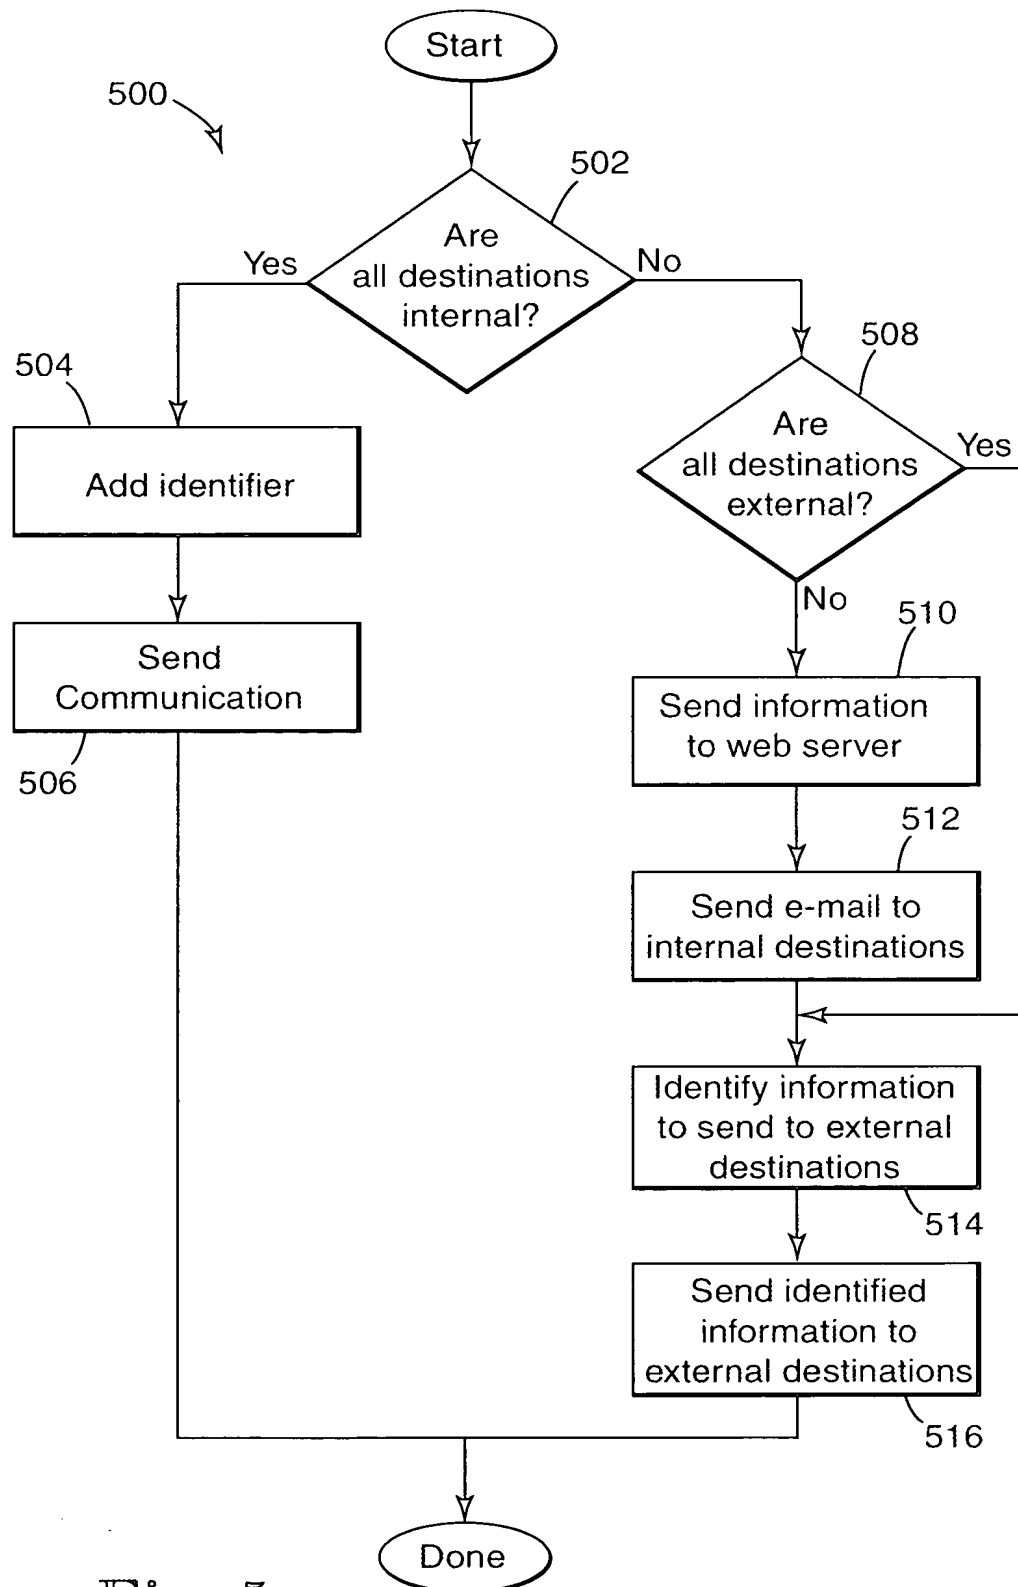 Start
500
502
Are
all destinations
internal?
Yes
No
504
508
Add identifier
Are
all destinations
external?
Yes
No
Send
Communication
506
510
Send information
to web server
512
Send e-mail to
internal destinations
Identify information
to send to external
destinations
514
Send identified
information to
external destinations
516
Done